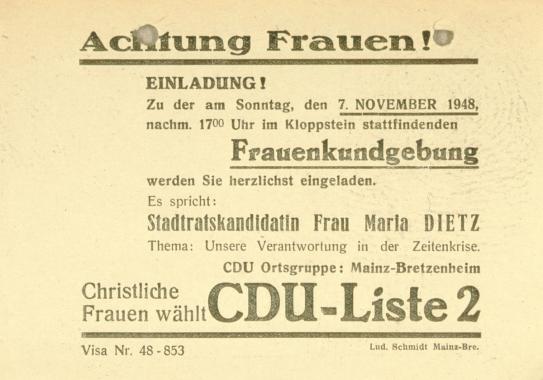 Achtung Frauen!
EINLADUNG!
Zu der am Sonntag, den 7. NOVEMBER 1948,
nachm. 17⁰⁰ Uhr im Kloppstein stattfindenden
Frauenkundgebung
werden Sie herzlichst eingeladen.
Es spricht:
Stadtratskandidatin Frau Maria DIETZ
Thema: Unsere Verantwortung in der Zeitenkrise.
CDU Ortsgruppe: Mainz-Bretzenheim
Christliche
Frauen wählt CDU-Liste 2
Visa Nr. 48-853
Lud. Schmidt Mainz-Bre.